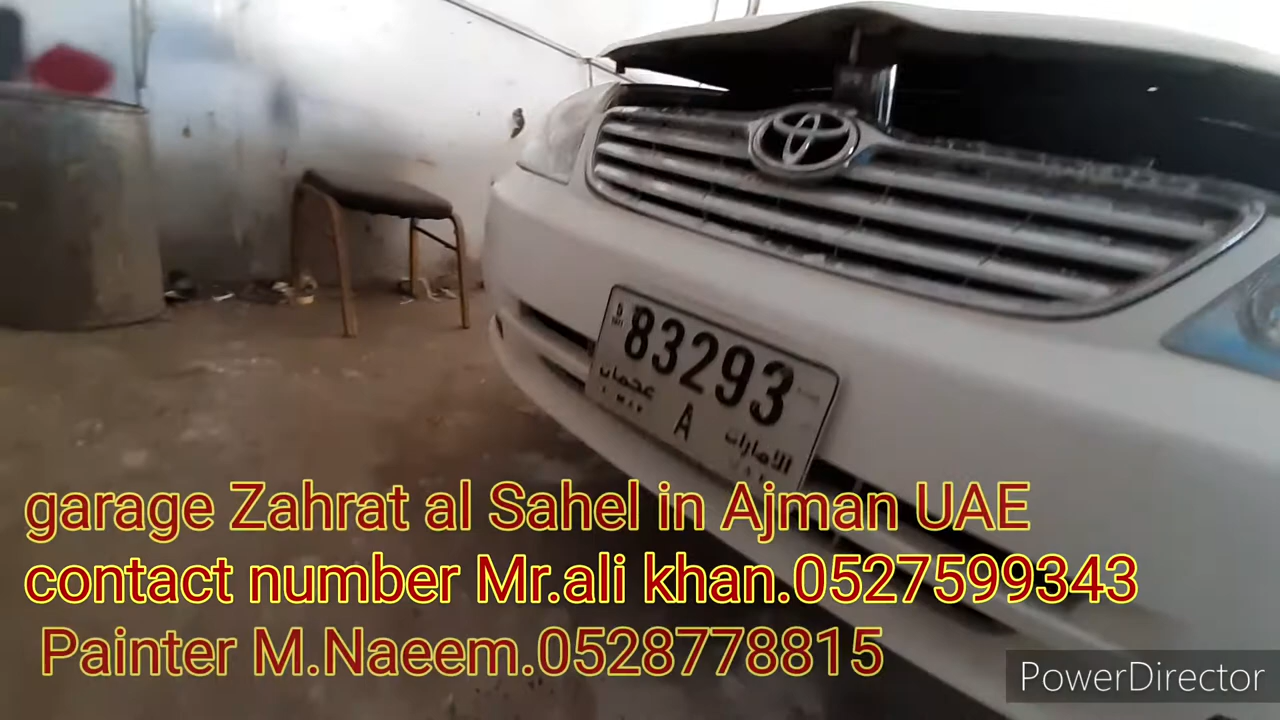 83293
عجمان
A
الامارات
garage Zahrat al Sahel in Ajman UAE
contact number Mr.ali khan.0527599343
Painter M.Naeem.0528778815
PowerDirector